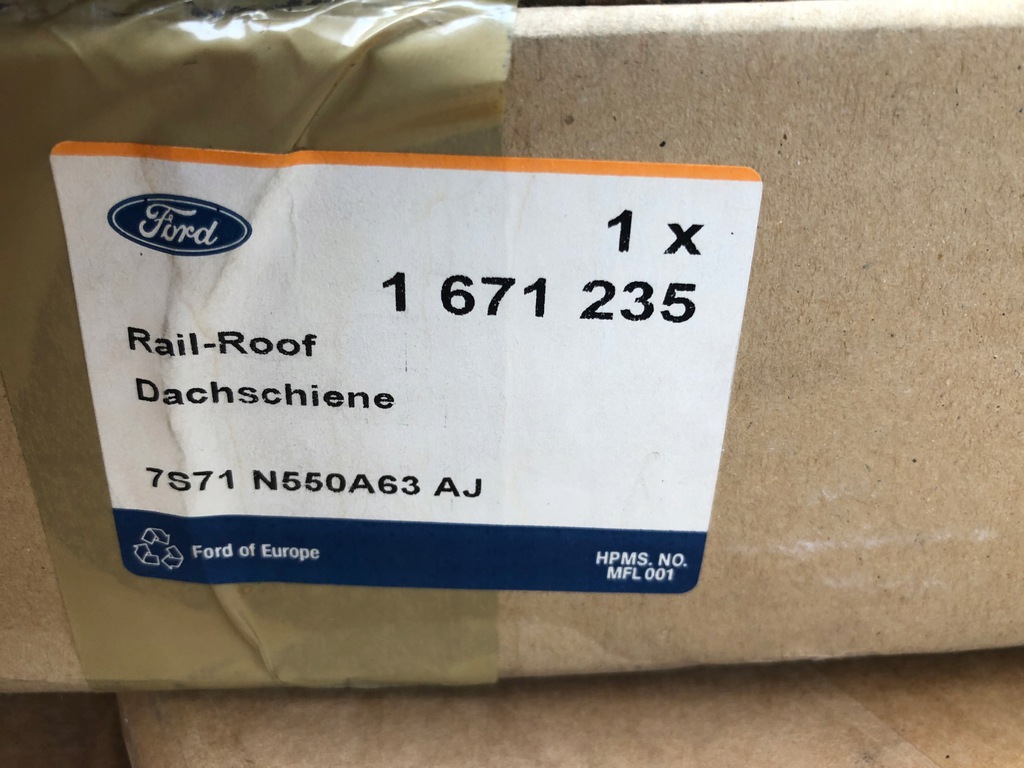 Ford
1 x
1 671 235
Rail-Roof
Dachschiene
7S71 N550A63 AJ
Ford of Europe
HPMS. NO.
MFL 001